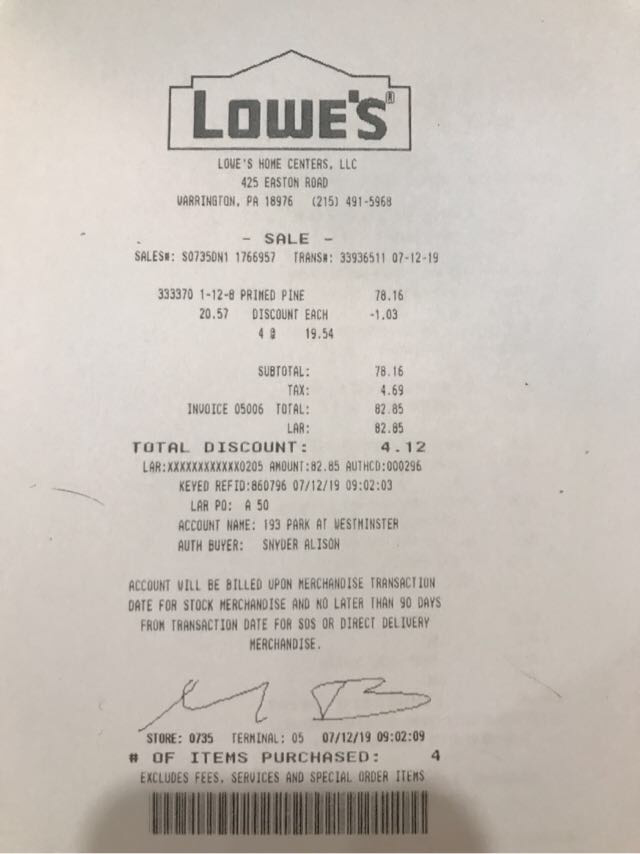 LOWE'S®
LOWE'S HOME CENTERS, LLC
425 EASTON ROAD
WARRINGTON, PA 18976 (215) 491-5968
- SALE -
SALES#: S0735DN1 1766957 TRANS#: 33936511 07-12-19
333370 1-12-8 PRIMED PINE 78.16
20.57 DISCOUNT EACH -1.03
4 @ 19.54
SUBTOTAL: 78.16
TAX: 4.69
INVOICE 05006 TOTAL: 82.85
LAR: 82.85
TOTAL DISCOUNT: 4.12
LAR:XXXXXXXXXXXX0205 AMOUNT:82.85 AUTHCD:000296
KEYED REFID:860796 07/12/19 09:02:03
LAR PO: A 50
ACCOUNT NAME: 193 PARK AT WESTMINSTER
AUTH BUYER: SNYDER ALISON
ACCOUNT WILL BE BILLED UPON MERCHANDISE TRANSACTION
DATE FOR STOCK MERCHANDISE AND NO LATER THAN 90 DAYS
FROM TRANSACTION DATE FOR SOS OR DIRECT DELIVERY
MERCHANDISE.
STORE: 0735 TERMINAL: 05 07/12/19 09:02:09
# OF ITEMS PURCHASED: 4
EXCLUDES FEES, SERVICES AND SPECIAL ORDER ITEMS